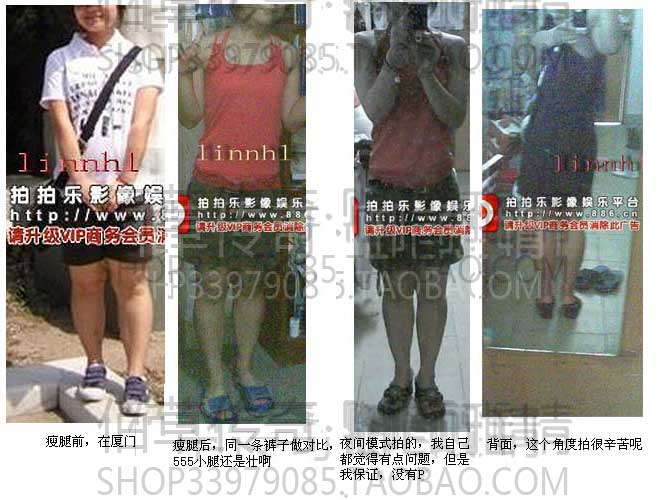 SHOP33979085.TAOBAO.COM
linnhl
linnhl
linnhl
拍拍乐影像娱
http://www.8
请升级VIP商务会员消
拍拍乐影像娱
http://www.886
请升级VIP商务会员消除
拍拍乐影像娱
http://www.88
请升级VIP商务会员消
拍拍乐影像娱乐平台
http://www.886.cn
请升级VIP商务会员消除此广告
SHOP33979085.TAOBAO.COM
瘦腿前，在厦门
瘦腿后，同一条裤子做对比，
555小腿还是壮啊
夜间模式拍的，我自己
都觉得有点问题，但是
我保证，没有P
背面，这个角度拍很辛苦呢
SHOP33979085.TAOBAO.COM